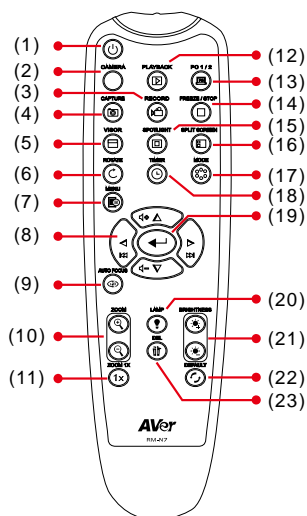 (1)
(2)
(3)
(4)
(5)
(6)
(7)
(8)
(9)
(10)
(11)
CAMERA PLAYBACK PC 1 / 2
CAPTURE RECORD FREEZE / STOP
VISOR SPOTLIGHT SPLIT SCREEN
ROTATE TIMER MODE
MENU
AUTO FOCUS
ZOOM LAMP BRIGHTNESS
DEL
ZOOM 1X DEFAULT
1x
AVer
RM-N7
(12)
(13)
(14)
(15)
(16)
(17)
(18)
(19)
(20)
(21)
(22)
(23)